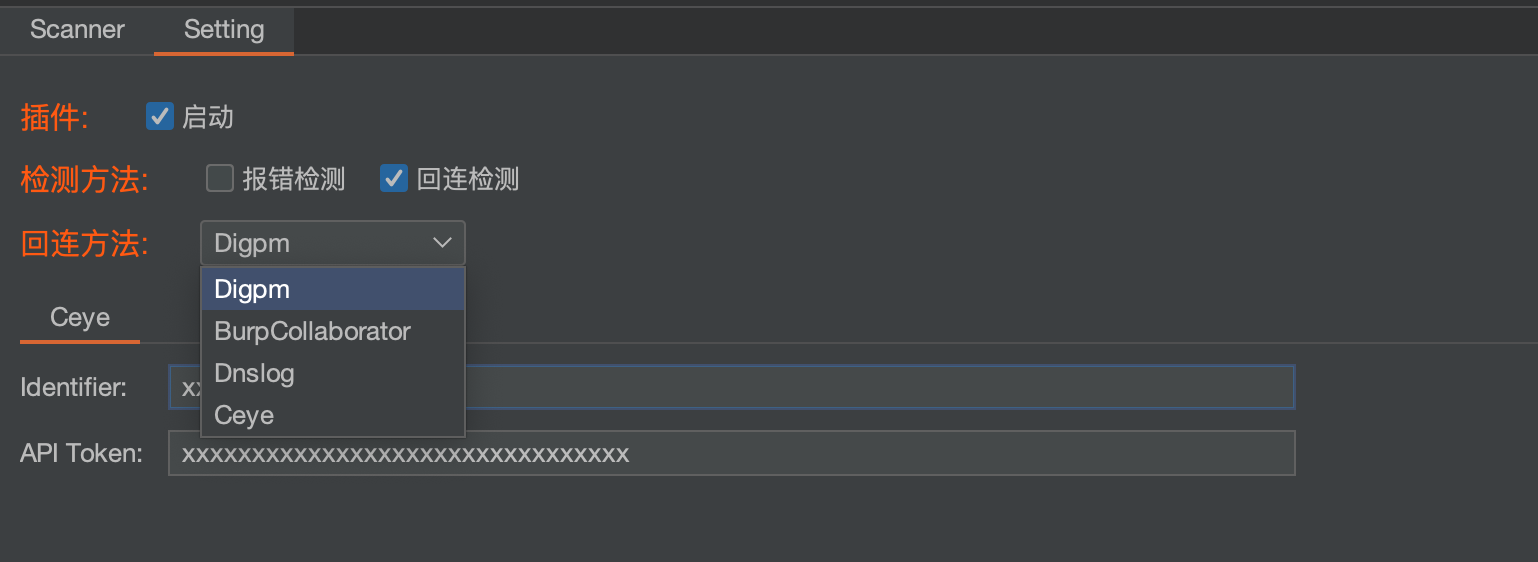 Scanner Setting
插件: 启动
检测方法: 报错检测 回连检测
回连方法: Digpm
Digpm
BurpCollaborator
Dnslog
Ceye
Ceye
Identifier:
API Token: xxxxxxxxxxxxxxxxxxxxxxxxxxxxxxxx